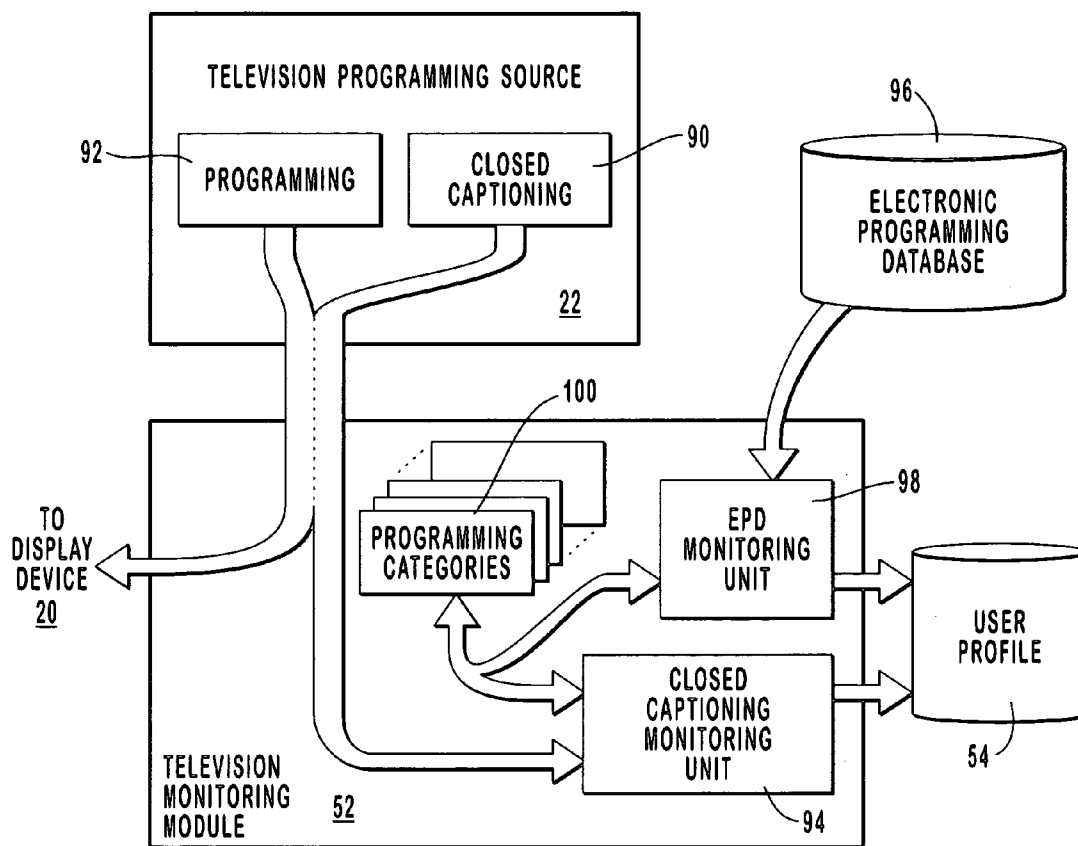 TELEVISION PROGRAMMING SOURCE
92
PROGRAMMING
CLOSED
CAPTIONING
90
22
96
ELECTRONIC
PROGRAMMING
DATABASE
100
PROGRAMMING
CATEGORIES
98
EPD
MONITORING
UNIT
TO
DISPLAY
DEVICE
20
USER
PROFILE
54
CLOSED
CAPTIONING
MONITORING
UNIT
94
TELEVISION
MONITORING
MODULE
52